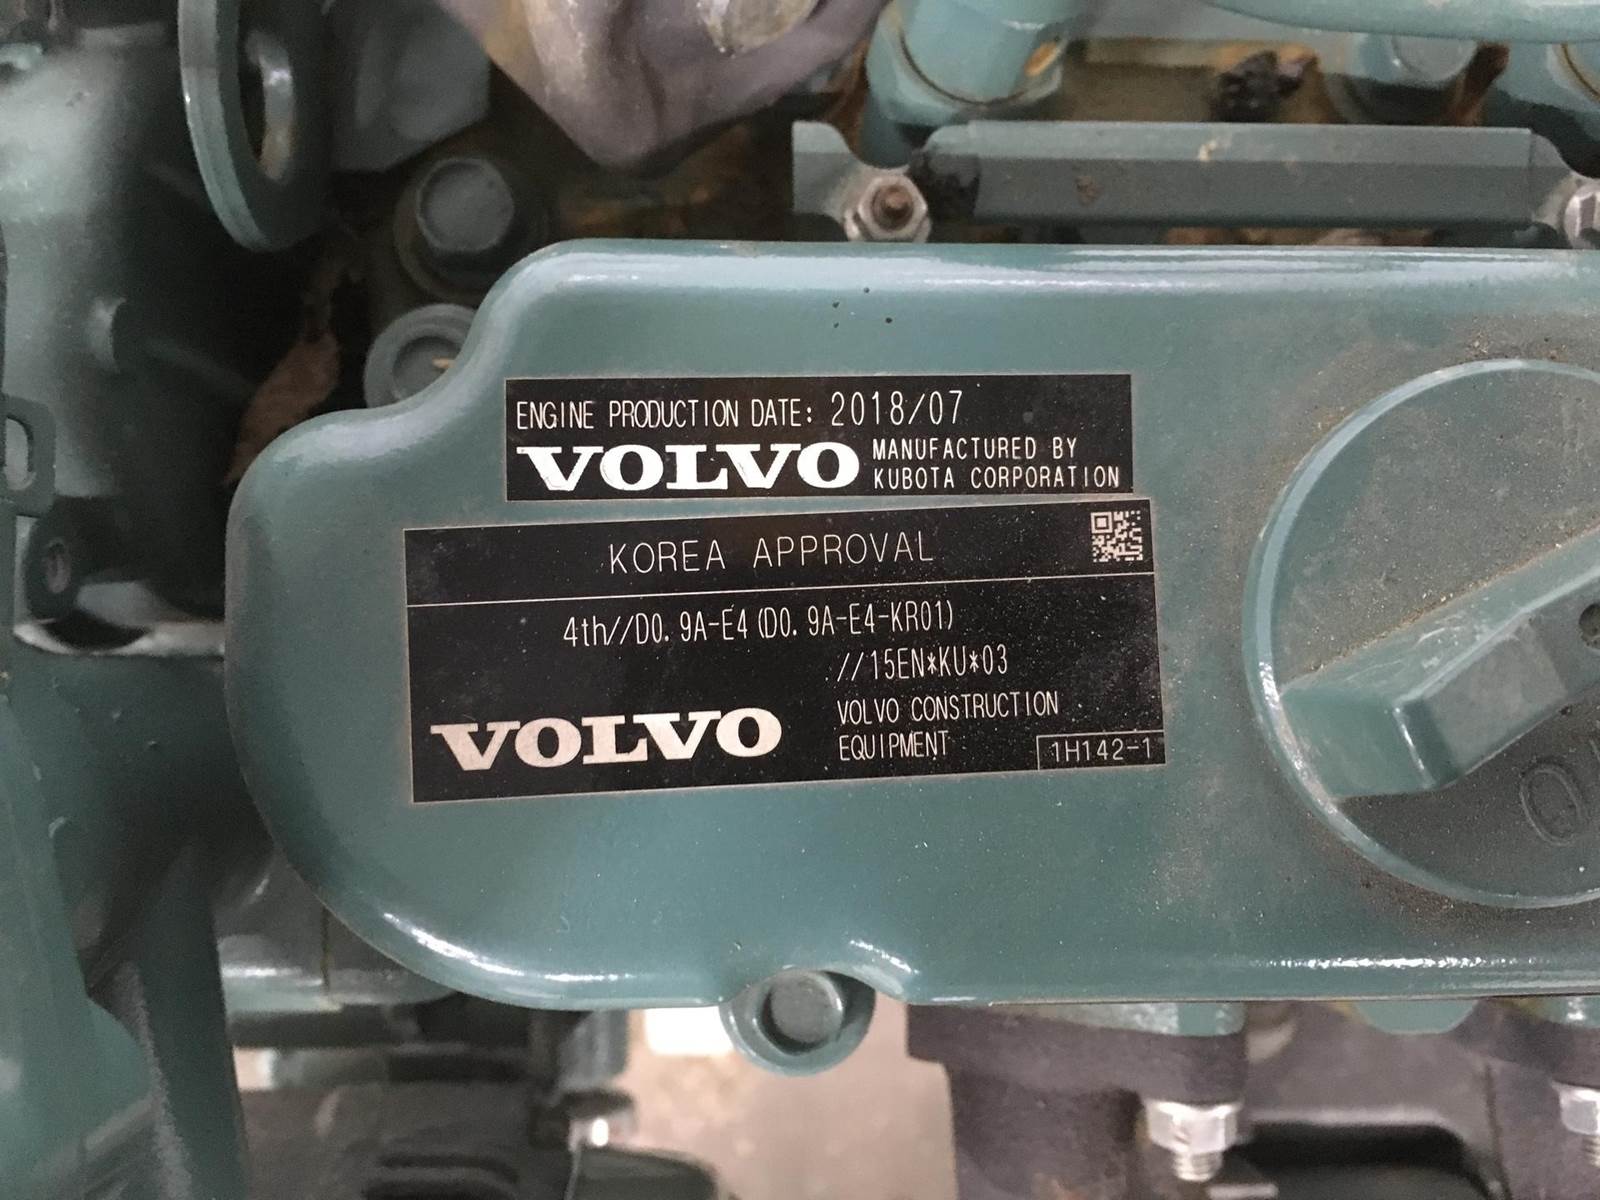 ENGINE PRODUCTION DATE: 2018/07
VOLVO MANUFACTURED BY
KUBOTA CORPORATION
KOREA APPROVAL
4th//D0.9A-E4(D0.9A-E4-KR01)
//15EN*KU*03
VOLVO VOLVO CONSTRUCTION
EQUIPMENT
1H142-1